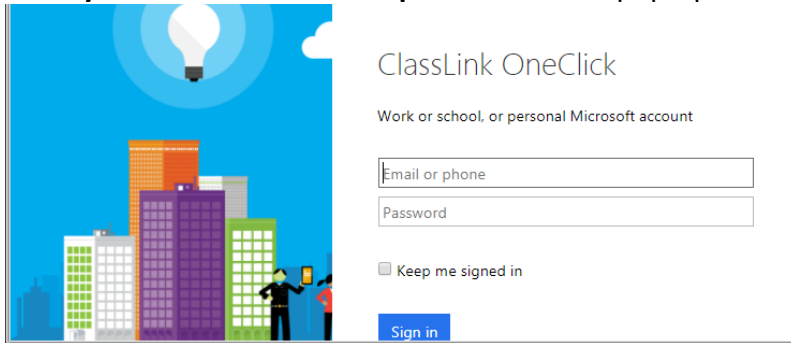 ClassLink OneClick
Work or school, or personal Microsoft account
Email or phone
Password
Keep me signed in
Sign in